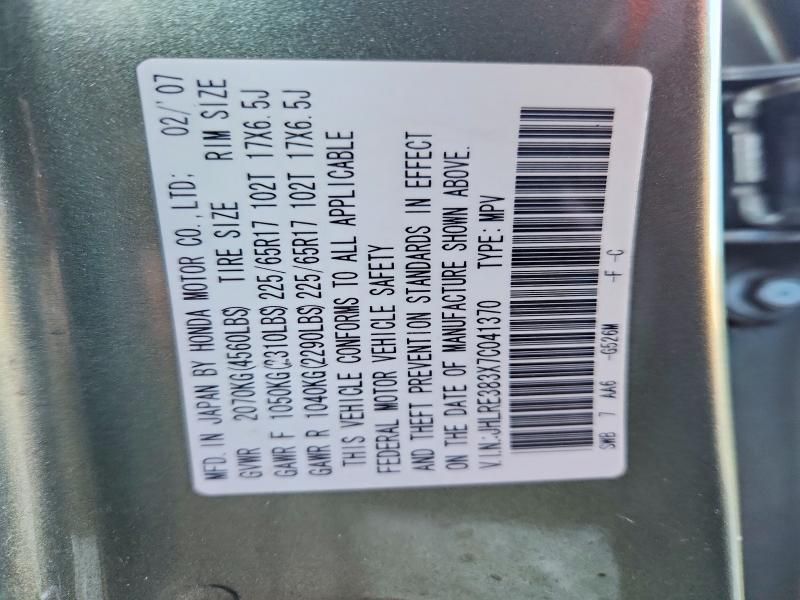 MFD. IN JAPAN BY HONDA MOTOR CO., LTD; 02/'07
GVWR 2070KG(4560LBS) TIRE SIZE RIM SIZE
GAWR F 1050KG(2310LBS) 225/65R17 102T 17X6.5J
GAWR R 1040KG(2290LBS) 225/65R17 102T 17X6.5J
THIS VEHICLE CONFORMS TO ALL APPLICABLE
FEDERAL MOTOR VEHICLE SAFETY
AND THEFT PREVENTION STANDARDS IN EFFECT
ON THE DATE OF MANUFACTURE SHOWN ABOVE.
V.I.N:JHLRE383X7C041370 TYPE: MPV
SWB 7 AA6 -G526M -F -C